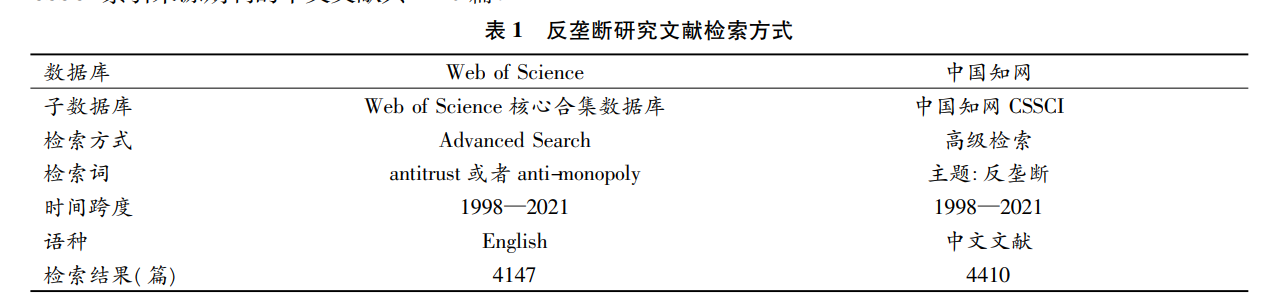 表 1 反垄断研究文献检索方式
数据库 Web of Science 中国知网
子数据库 Web of Science 核心合集数据库 中国知网 CSSCI
检索方式 Advanced Search 高级检索
检索词 antitrust 或者 anti-monopoly 主题:反垄断
时间跨度 1998—2021 1998—2021
语种 English 中文文献
检索结果(篇) 4147 4410